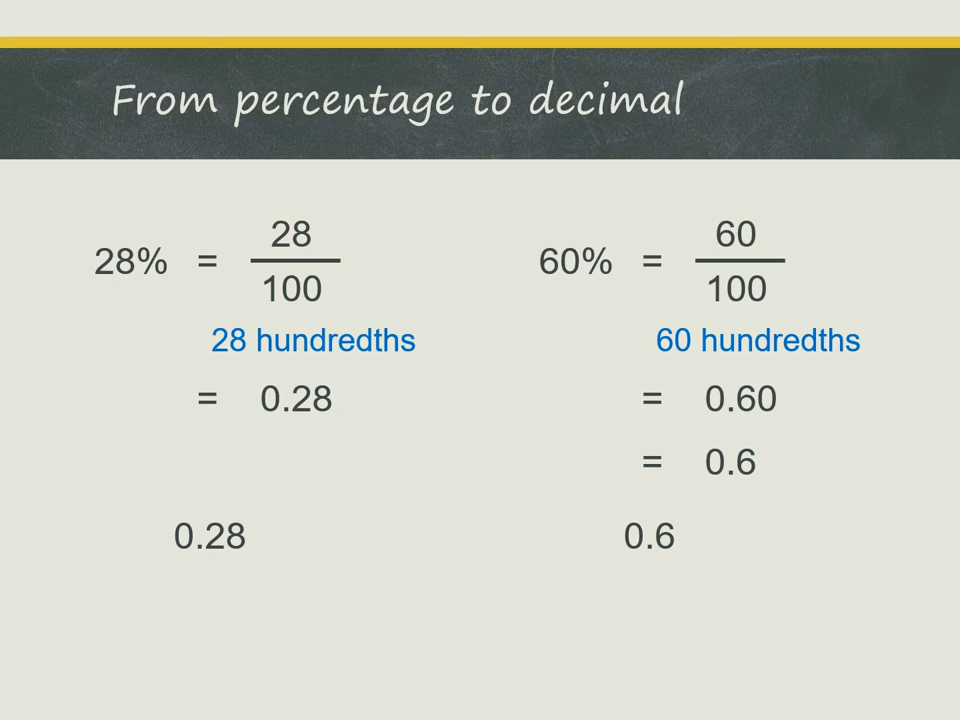 From percentage to decimal
28% = 28/100
28 hundredths
= 0.28
0.28
60% = 60/100
60 hundredths
= 0.60
= 0.6
0.6